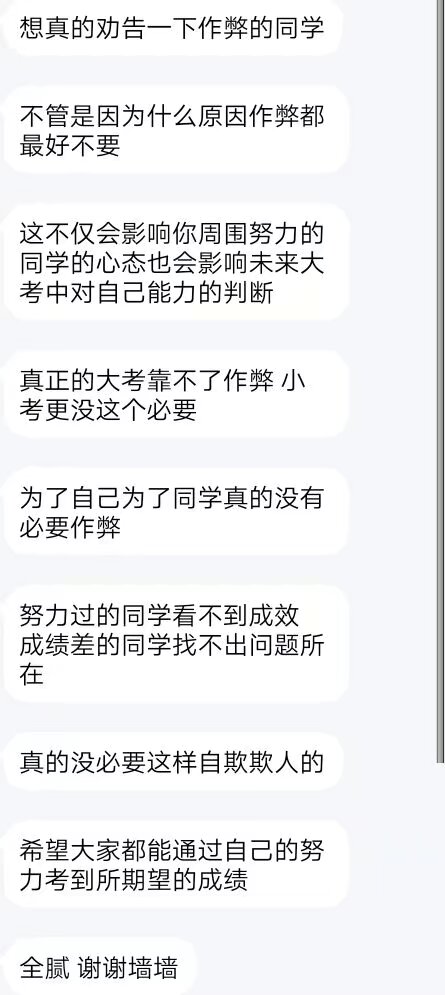 想真的劝告一下作弊的同学
不管是因为什么原因作弊都
最好不要
这不仅会影响你周围努力的
同学的心态也会影响未来大
考中对自己能力的判断
真正的大考靠不了作弊 小
考更没这个必要
为了自己为了同学真的没有
必要作弊
努力过的同学看不到成效
成绩差的同学找不出问题所
在
真的没必要这样自欺欺人的
希望大家都能通过自己的努
力考到所期望的成绩
全腻 谢谢墙墙